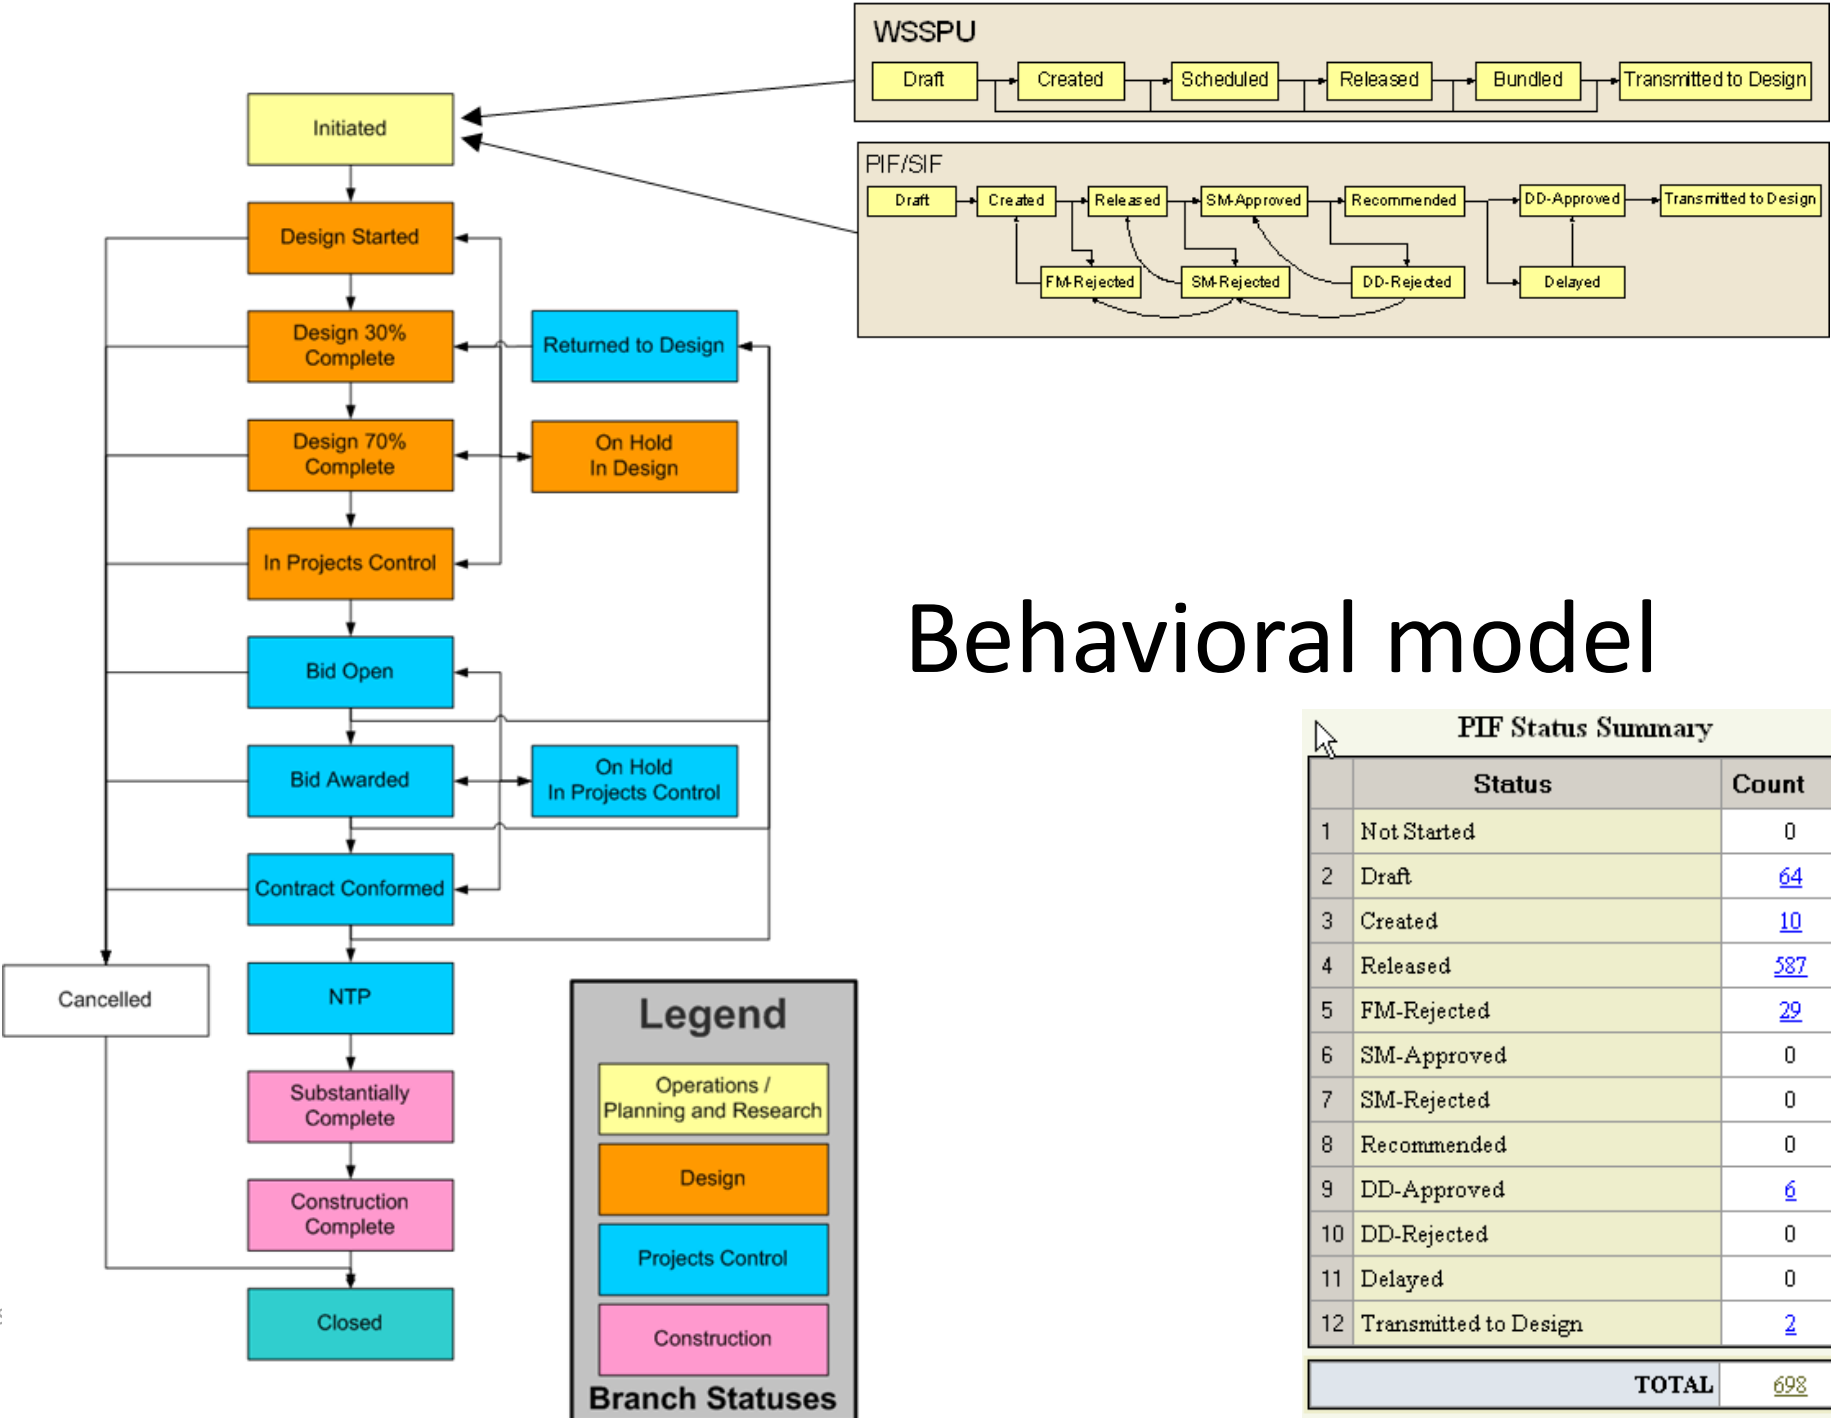 WSSPU
Draft
Created
Scheduled
Released
Bundled
Transmitted to Design
PIF/SIF
Draft
Created
Released
SM-Approved
Recommended
DD-Approved
Transmitted to Design
FM-Rejected
SM-Rejected
DD-Rejected
Delayed
Initiated
Design Started
Design 30%
Complete
Returned to Design
Design 70%
Complete
On Hold
In Design
In Projects Control
Bid Open
Bid Awarded
On Hold
In Projects Control
Contract Conformed
Cancelled
NTP
Substantially
Complete
Construction
Complete
Closed
Legend
Operations /
Planning and Research
Design
Projects Control
Construction
Branch Statuses
Behavioral model
PIF Status Summary
Status Count
1 Not Started 0
2 Draft 64
3 Created 10
4 Released 587
5 FM-Rejected 29
6 SM-Approved 0
7 SM-Rejected 0
8 Recommended 0
9 DD-Approved 6
10 DD-Rejected 0
11 Delayed 0
12 Transmitted to Design 2
TOTAL 698